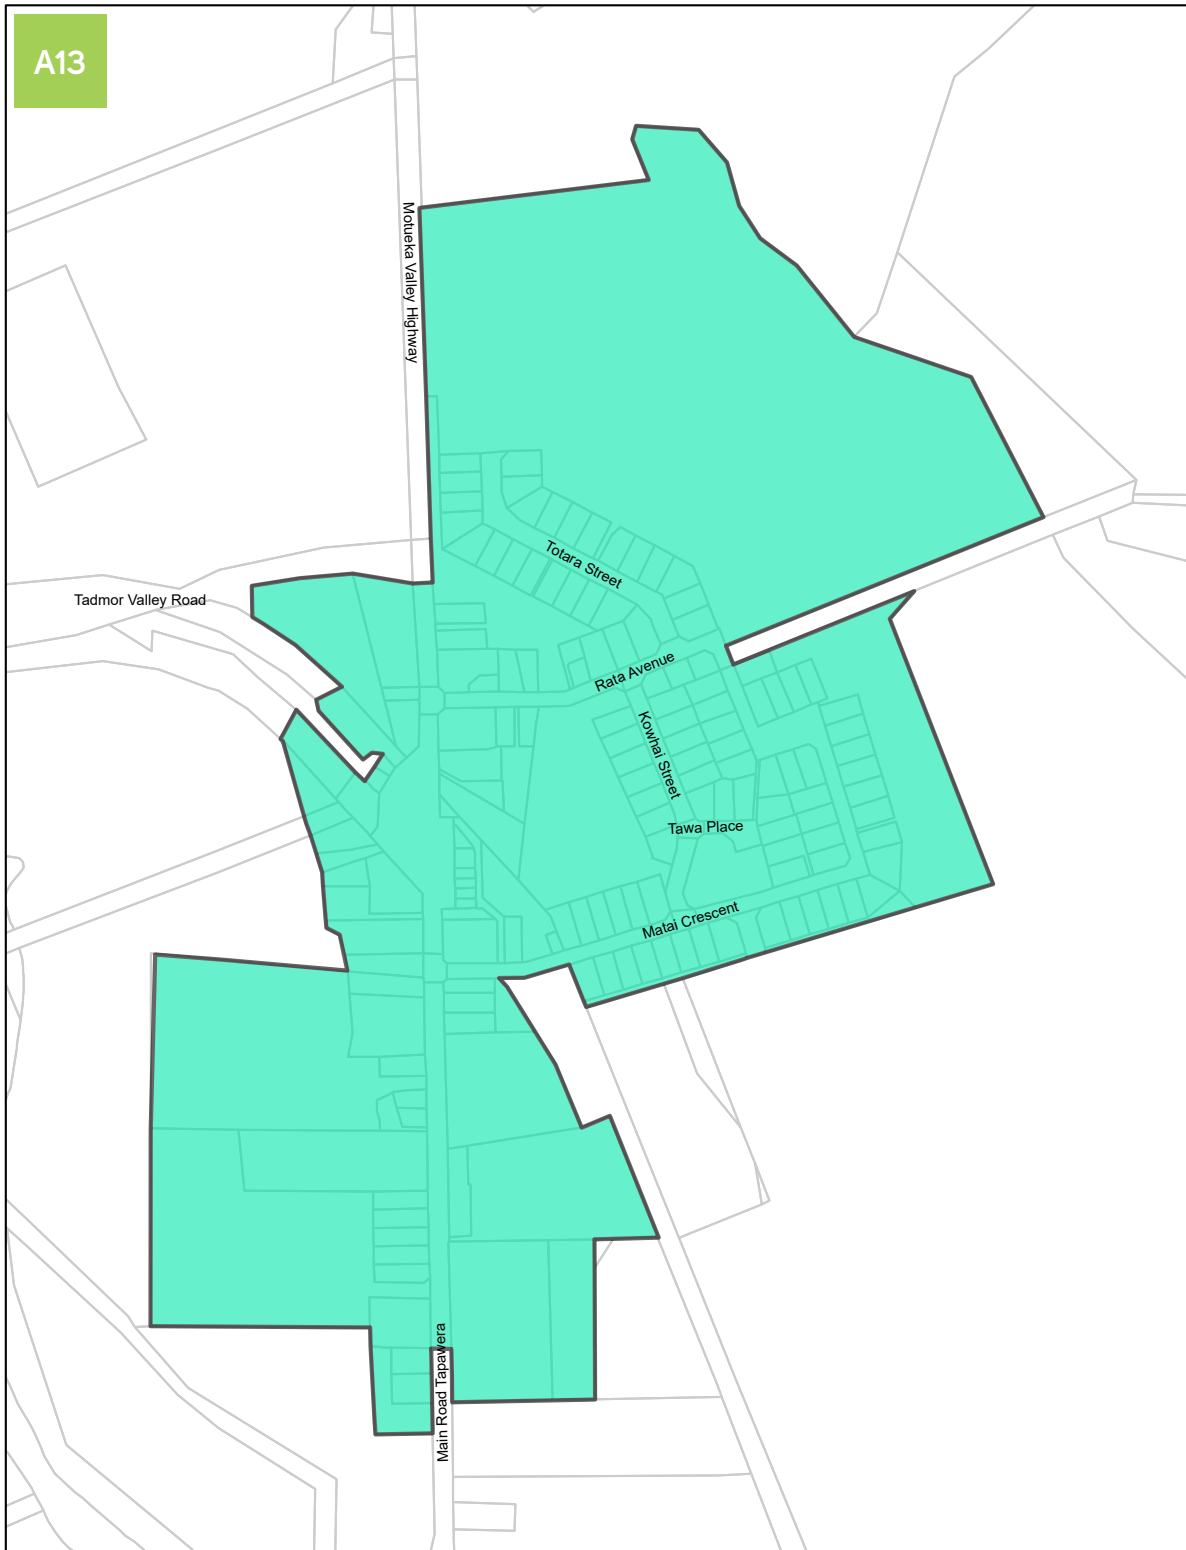 A13
Motueka Valley Highway
Totara Street
Tadmor Valley Road
Rata Avenue
Kowhai Street
Tawa Place
Matai Crescent
Main Road Tapawera